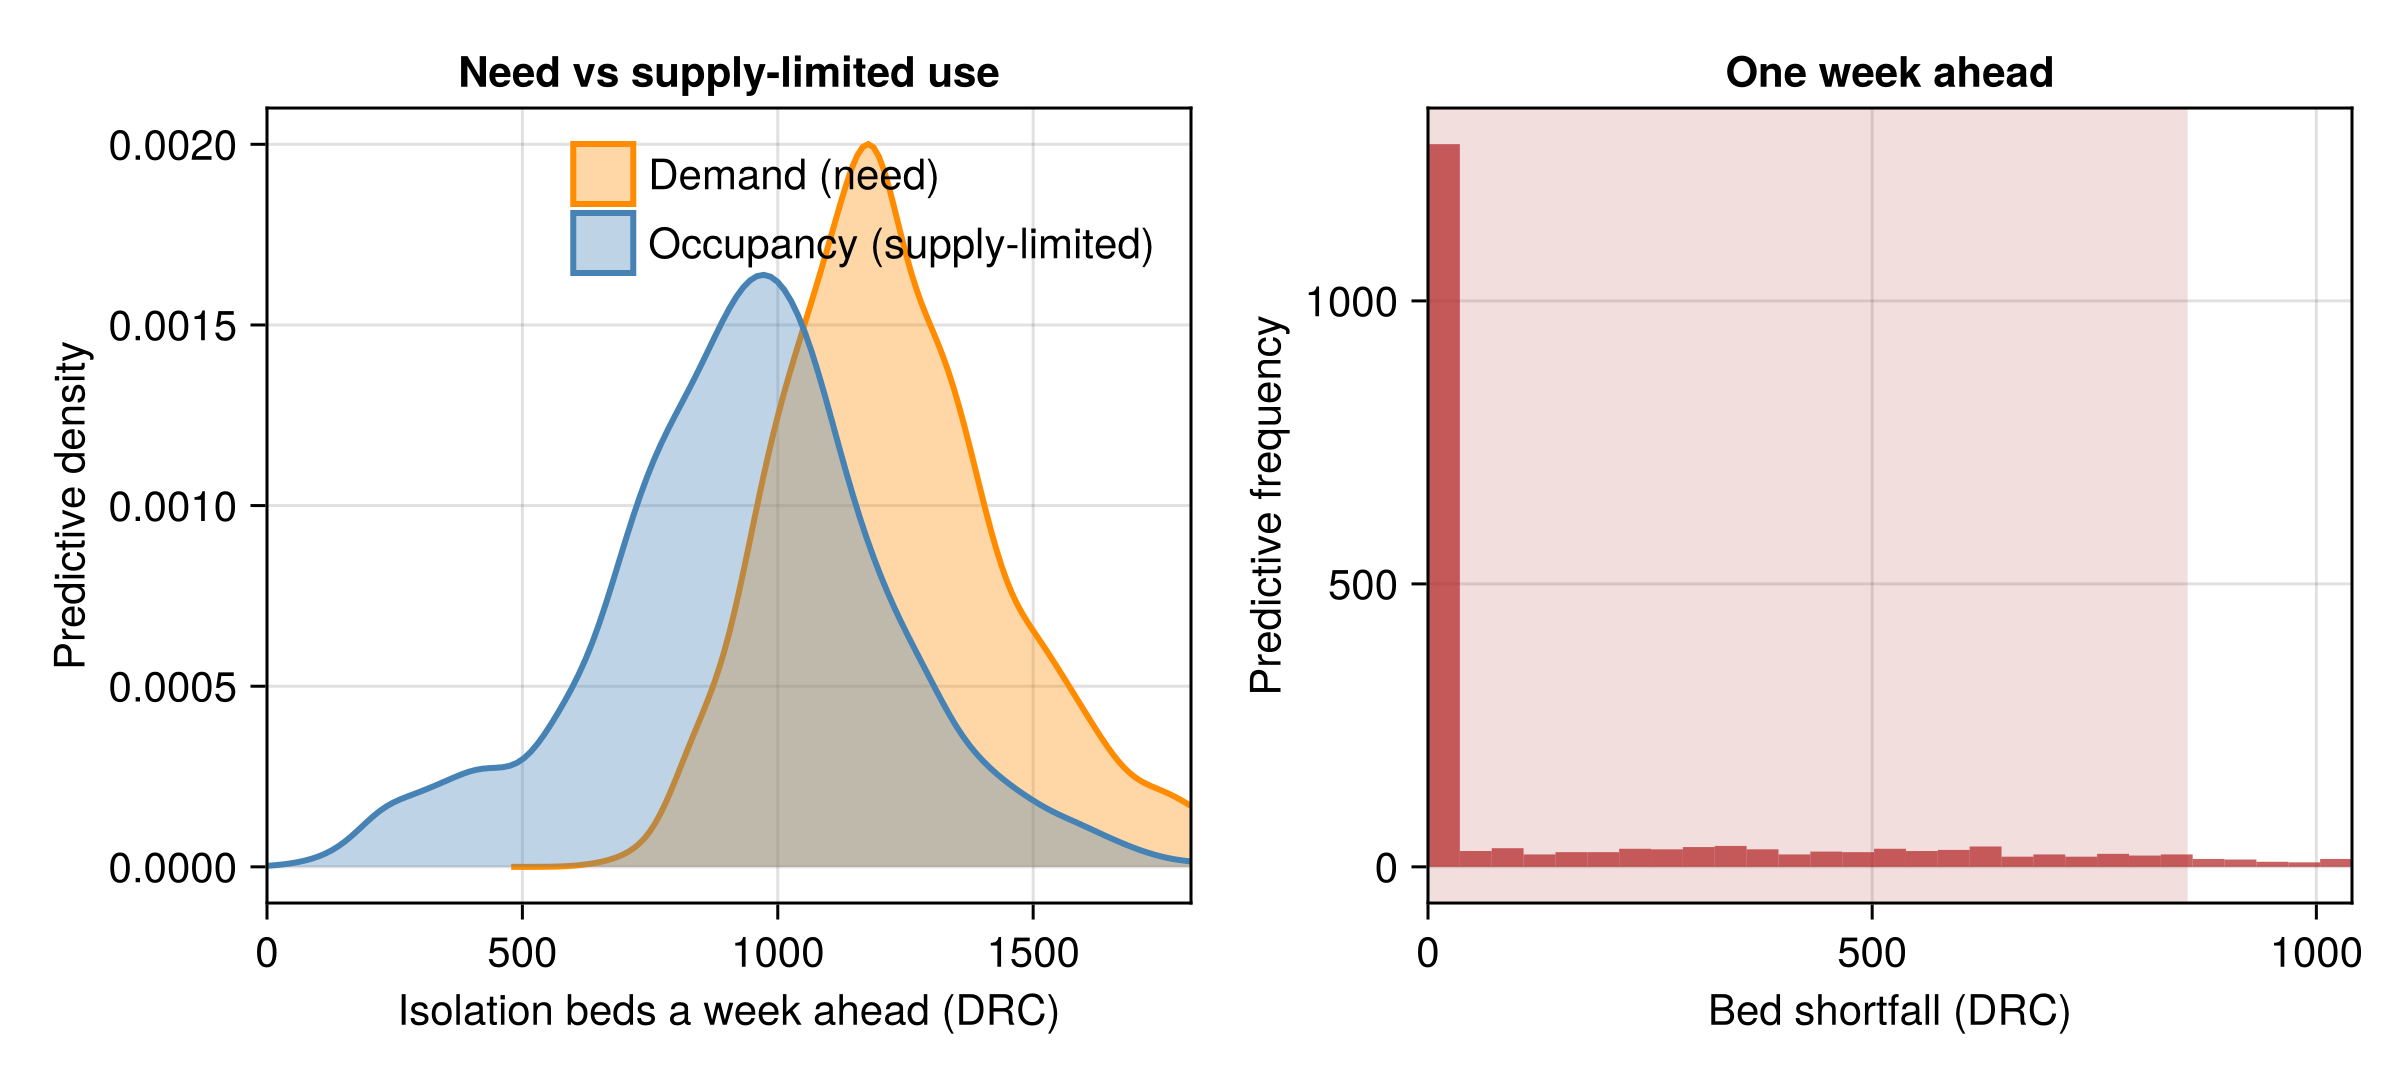 Need vs supply-limited use
Demand (need)
Occupancy (supply-limited)
0.0020
0.0015
0.0010
0.0005
0.0000
Predictive density
0
500
1000
1500
Isolation beds a week ahead (DRC)
One week ahead
1000
500
0
Predictive frequency
0
500
1000
Bed shortfall (DRC)